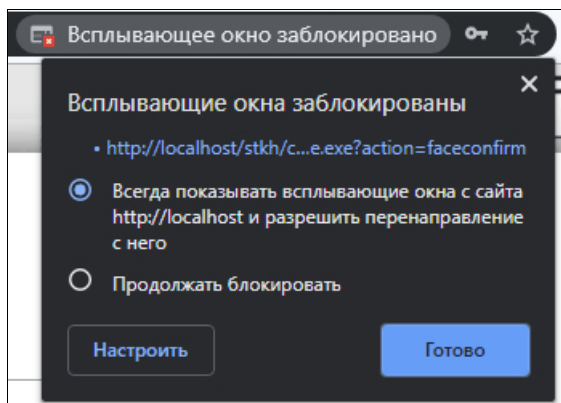 Всплывающее окно заблокировано
Всплывающие окна заблокированы
• http://localhost/stkh/c...e.exe?action=faceconfirm
Всегда показывать всплывающие окна с сайта
http://localhost и разрешить перенаправление
с него
Продолжать блокировать
Настроить
Готово